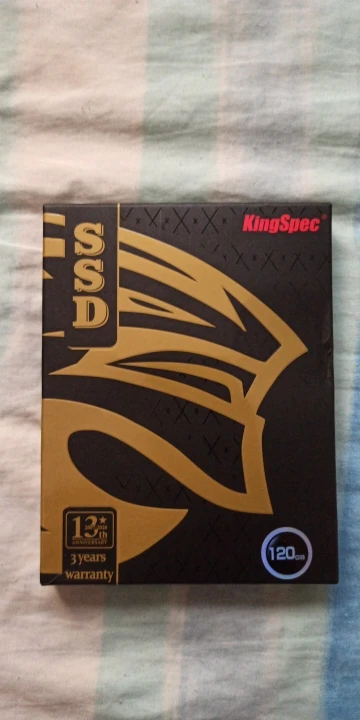 KingSpec®
SSD
13th
ANNIVERSARY
3 years
warranty
120GB